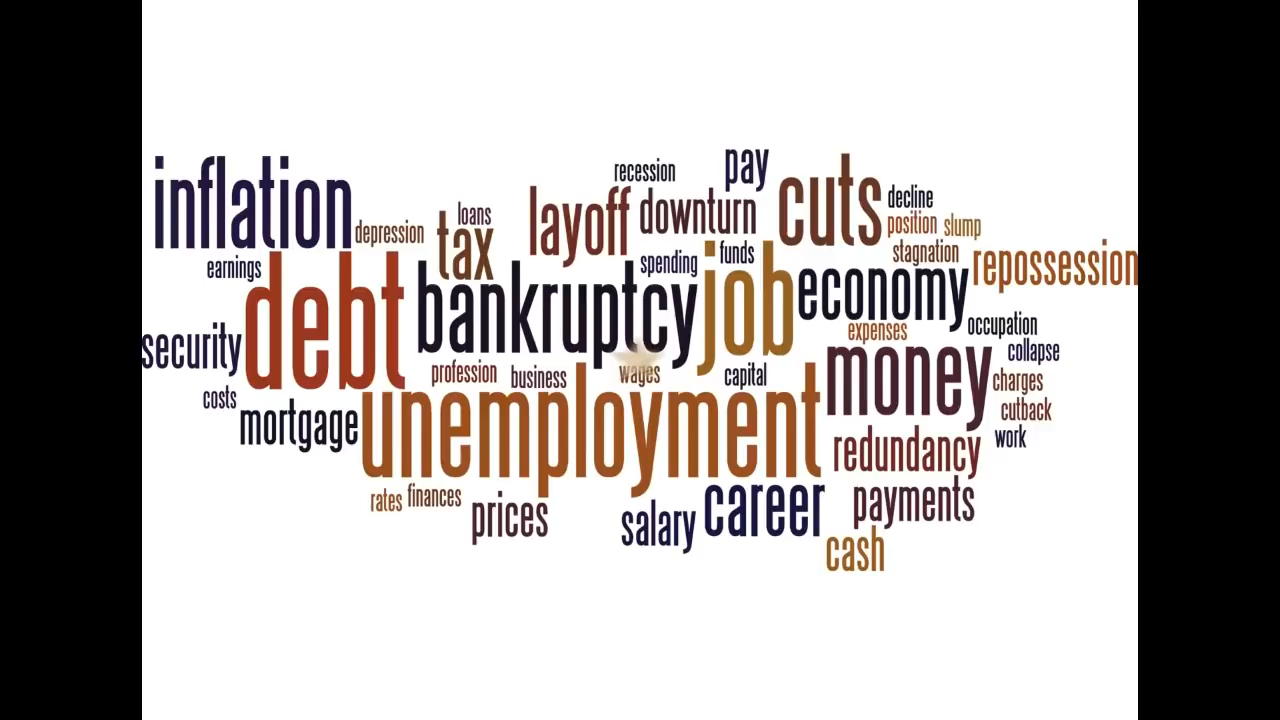 inflation
recession
pay
cuts
decline
depression
loans
tax
layoff
downturn
position
slump
earnings
spending
funds
stagnation
repossession
debt
bankruptcy
job
economy
security
expenses
occupation
collapse
costs
profession
business
wages
capital
money
charges
cutback
mortgage
unemployment
redundancy
work
rates
finances
prices
salary
career
payments
cash